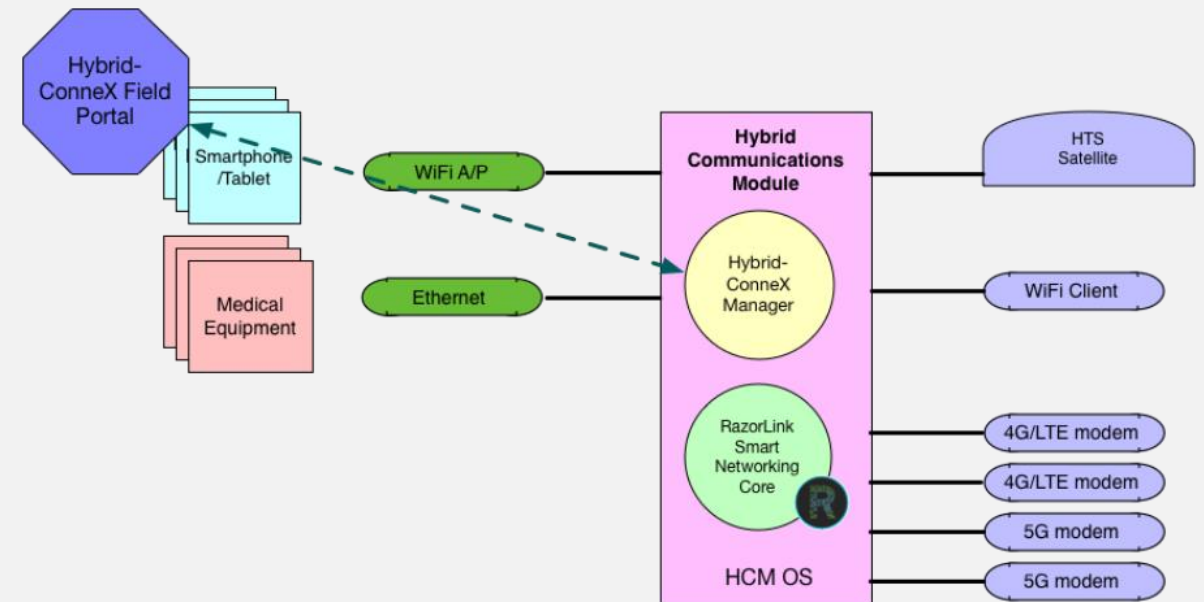 Hybrid-
ConneX Field
Portal
Smartphone
/Tablet
Medical
Equipment
WiFi A/P
Ethernet
Hybrid
Communications
Module
Hybrid-
ConneX
Manager
RazorLink
Smart
Networking
Core
HCM OS
HTS
Satellite
WiFi Client
4G/LTE modem
4G/LTE modem
5G modem
5G modem